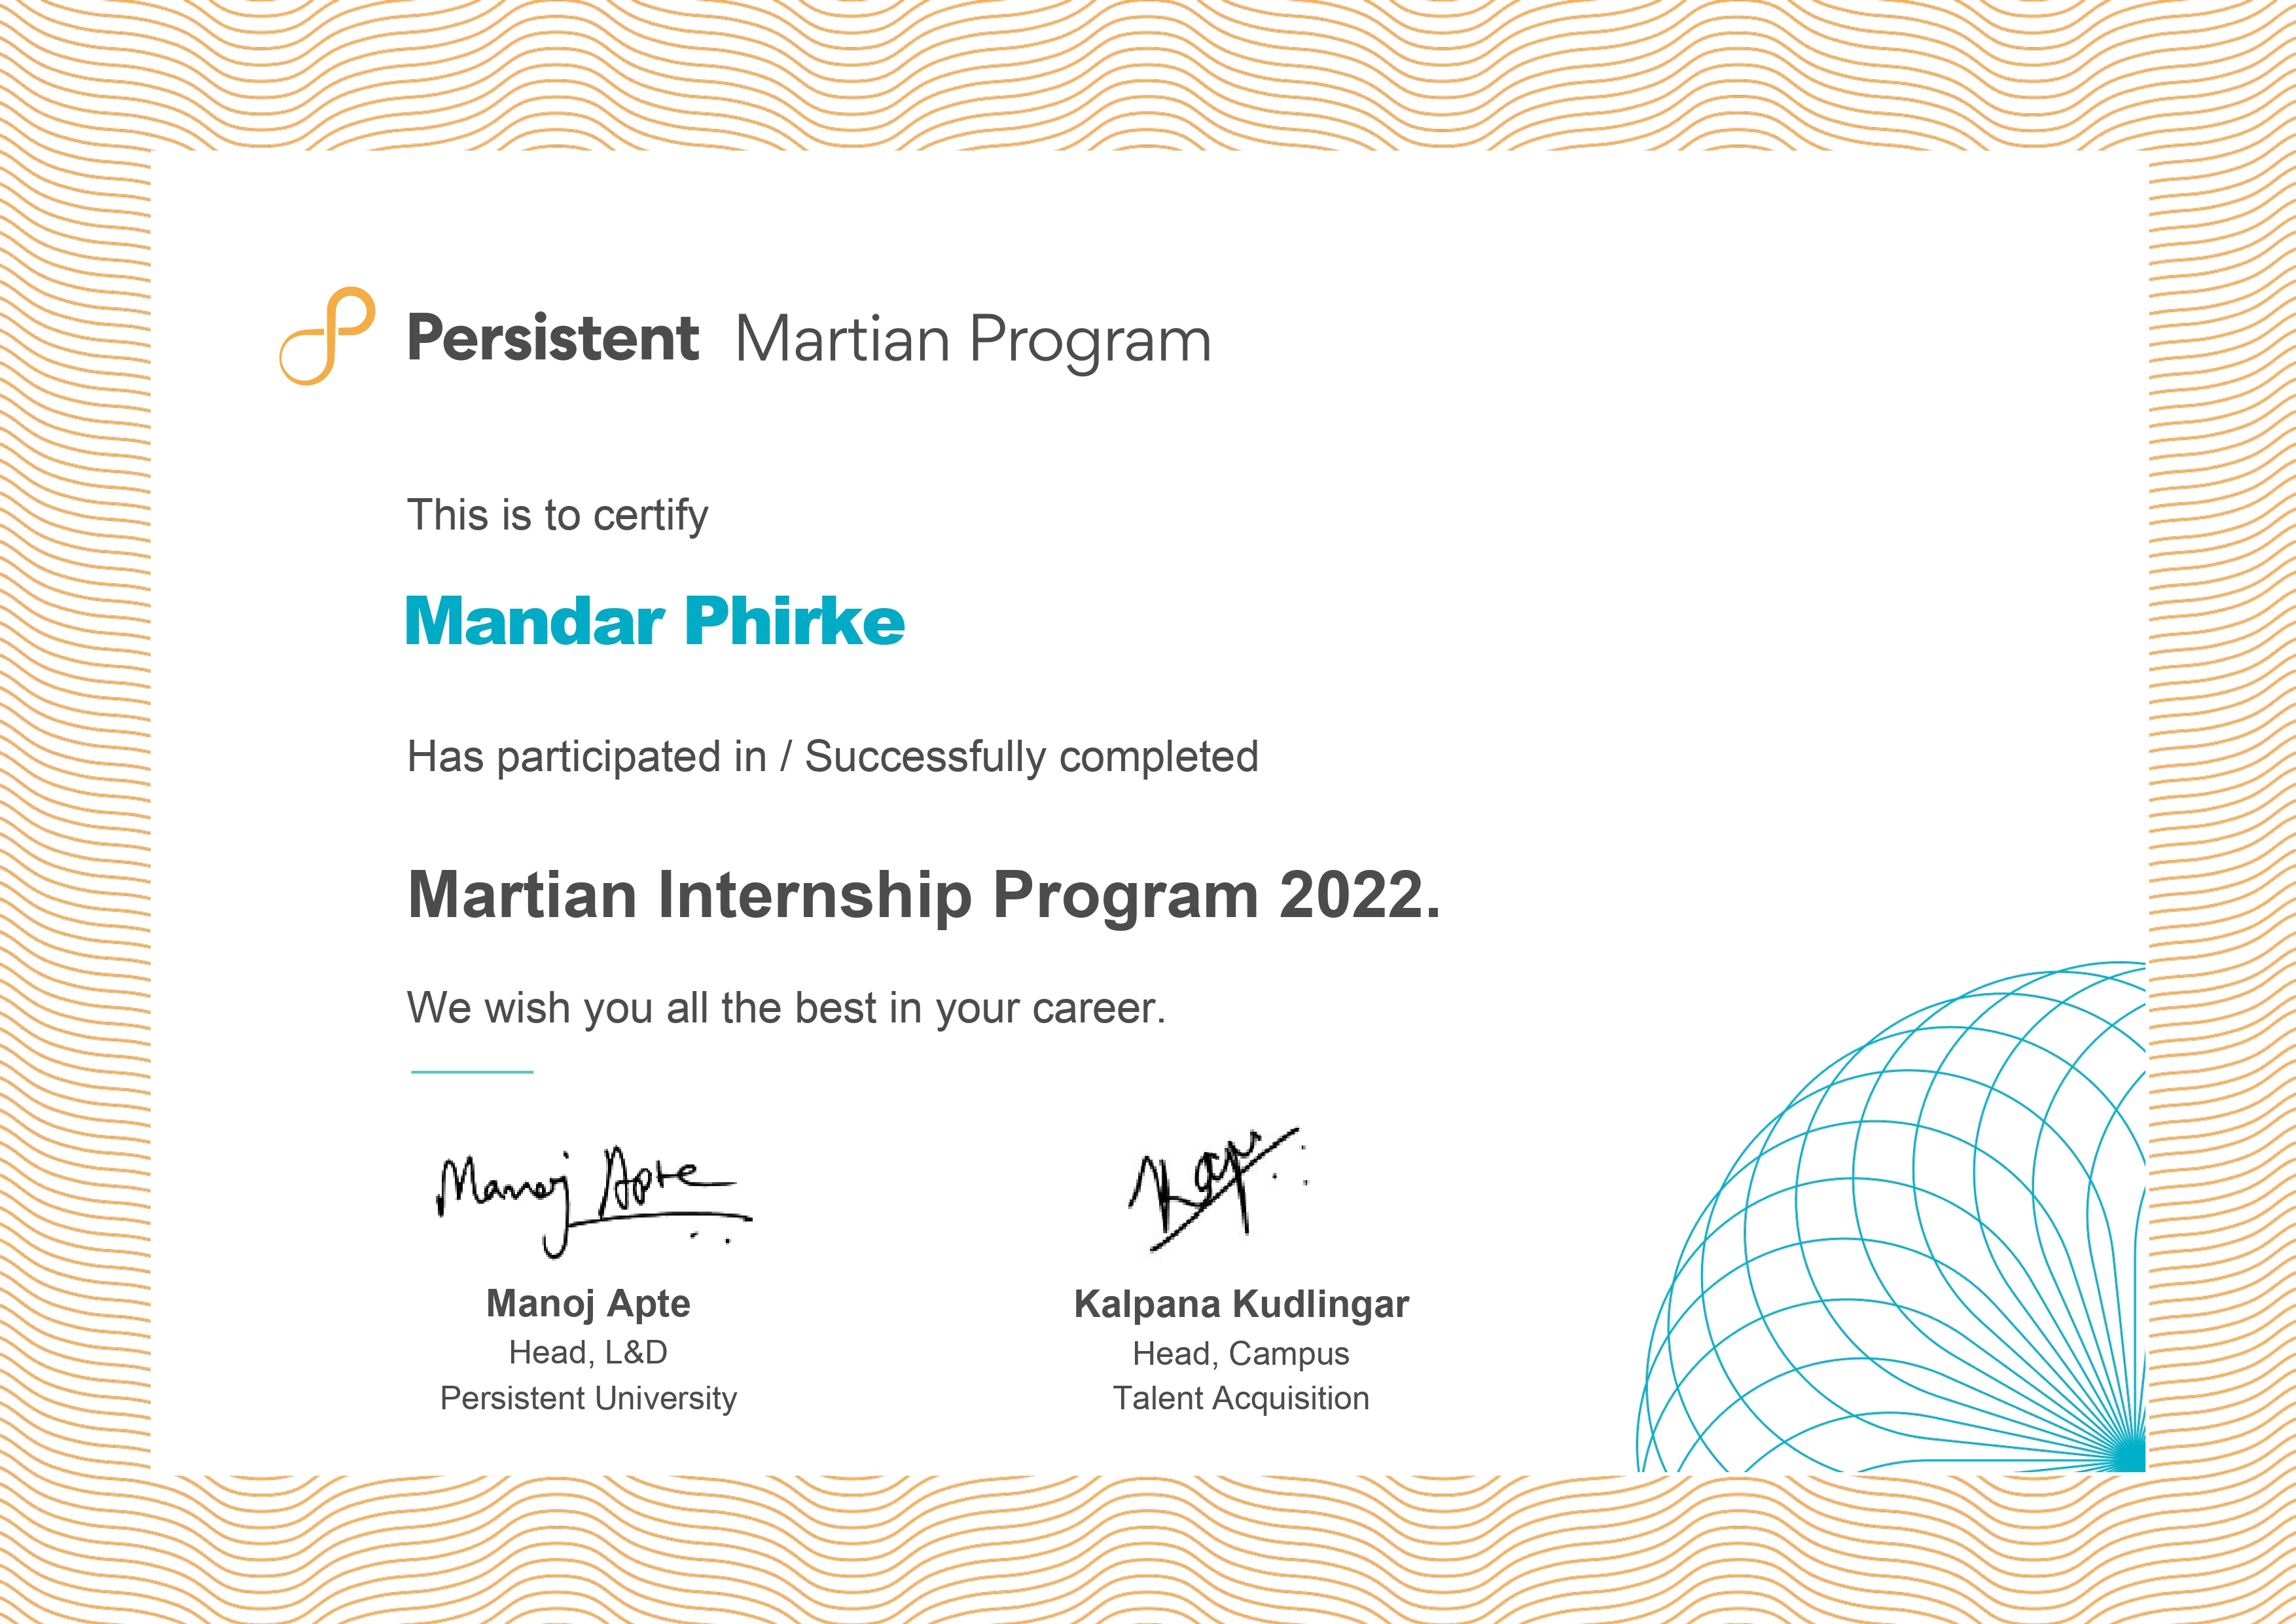 Persistent Martian Program
This is to certify
Mandar Phirke
Has participated in / Successfully completed
Martian Internship Program 2022.
We wish you all the best in your career.
Manoj Apte
Manoj Apte
Head, L&D
Persistent University
Kalpana Kudlingar
Head, Campus
Talent Acquisition